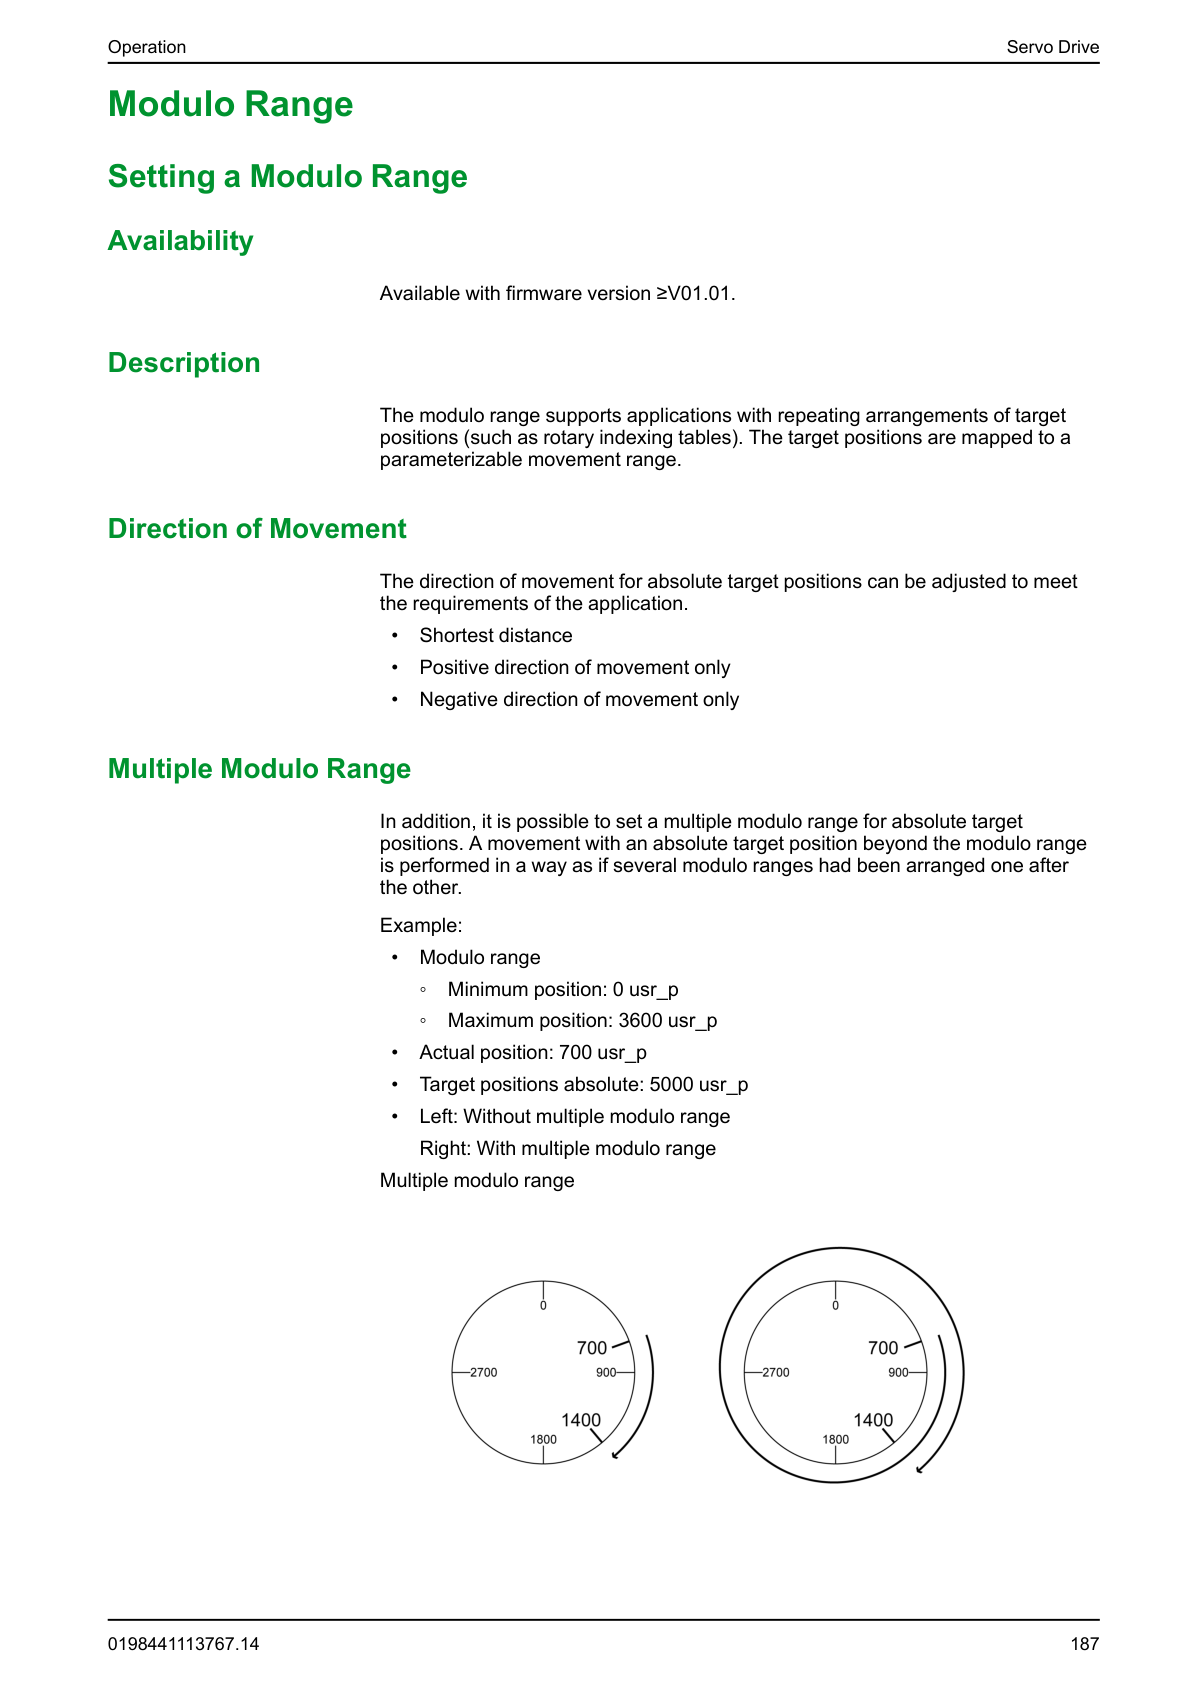 Operation
Servo Drive
Modulo Range
Setting a Modulo Range
Availability
Available with firmware version ≥V01.01.
Description
The modulo range supports applications with repeating arrangements of target
positions (such as rotary indexing tables). The target positions are mapped to a
parameterizable movement range.
Direction of Movement
The direction of movement for absolute target positions can be adjusted to meet
the requirements of the application.
• Shortest distance
• Positive direction of movement only
• Negative direction of movement only
Multiple Modulo Range
In addition, it is possible to set a multiple modulo range for absolute target
positions. A movement with an absolute target position beyond the modulo range
is performed in a way as if several modulo ranges had been arranged one after
the other.
Example:
• Modulo range
◦ Minimum position: 0 usr_p
◦ Maximum position: 3600 usr_p
• Actual position: 700 usr_p
• Target positions absolute: 5000 usr_p
• Left: Without multiple modulo range
Right: With multiple modulo range
Multiple modulo range
0
700
2700
900
1400
1800
0
700
2700
900
1400
1800
0198441113767.14
187